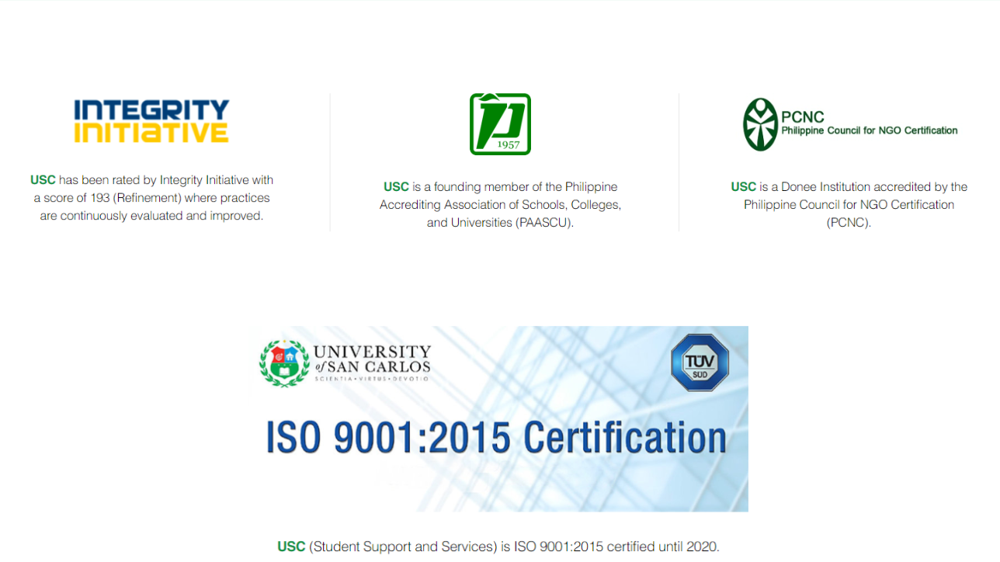 INTEGRITY
INITIATIVE
USC has been rated by Integrity Initiative with
a score of 193 (Refinement) where practices
are continuously evaluated and improved.
1957
USC is a founding member of the Philippine
Accrediting Association of Schools, Colleges,
and Universities (PAASCU).
PCNC
Philippine Council for NGO Certification
USC is a Donee Institution accredited by the
Philippine Council for NGO Certification
(PCNC).
UNIVERSITY
of SAN CARLOS
SCIENTIA • VIRTUS • DEVOTIO
TÜV
SÜD
ISO 9001:2015 Certification
USC (Student Support and Services) is ISO 9001:2015 certified until 2020.